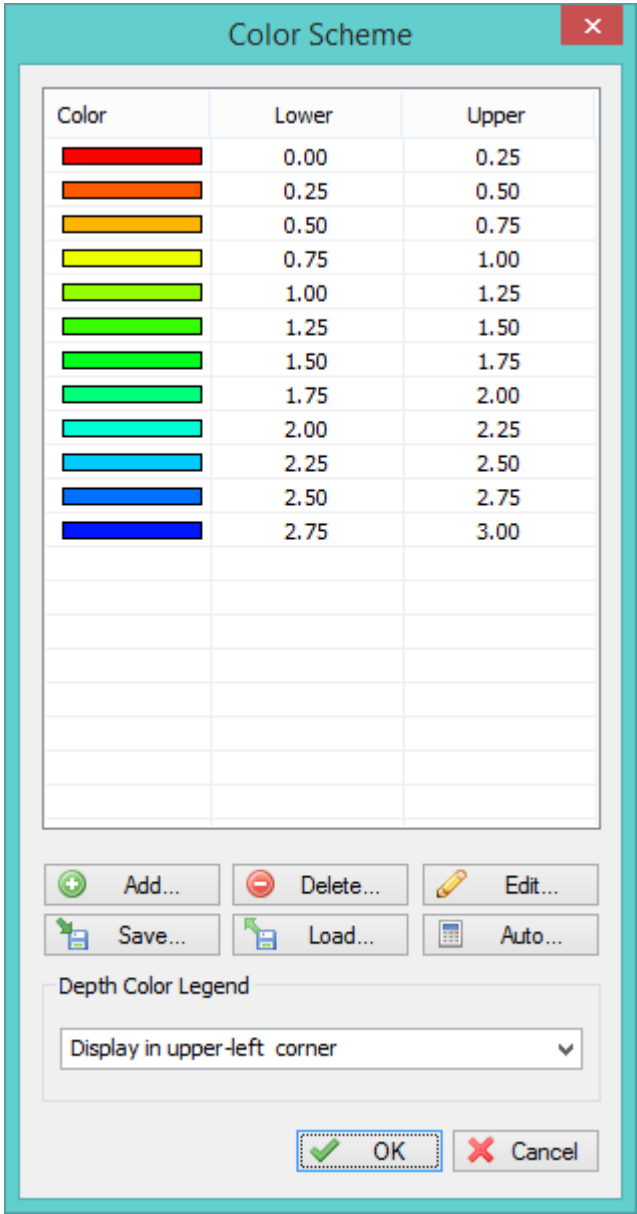 Color Scheme
Color Lower Upper
0.00 0.25
0.25 0.50
0.50 0.75
0.75 1.00
1.00 1.25
1.25 1.50
1.50 1.75
1.75 2.00
2.00 2.25
2.25 2.50
2.50 2.75
2.75 3.00
Add... Delete... Edit...
Save... Load... Auto...
Depth Color Legend
Display in upper-left corner
OK Cancel